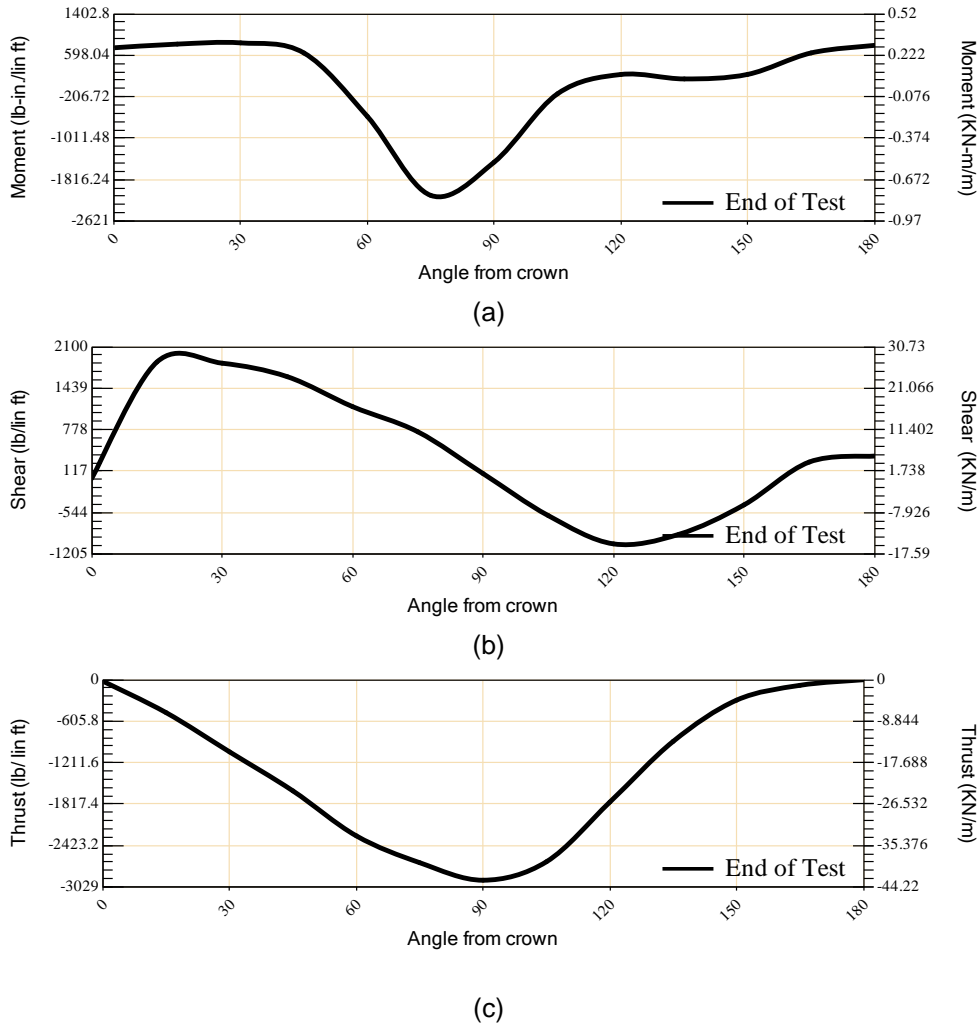 1402.8
598.04
-206.72
-1011.48
-1816.24
-2621
Moment (lb-in./lin ft)
0.52
0.222
-0.076
-0.374
-0.672
-0.97
Moment (KN-m/m)
End of Test
0 30 60 90 120 150 180
Angle from crown
(a)
2100
1439
778
117
-544
-1205
Shear (lb/lin ft)
30.73
21.066
11.402
1.738
-7.926
-17.59
Shear (KN/m)
End of Test
0 30 60 90 120 150 180
Angle from crown
(b)
0
-605.8
-1211.6
-1817.4
-2423.2
-3029
Thrust (lb/ lin ft)
0
-8.844
-17.688
-26.532
-35.376
-44.22
Thrust (KN/m)
End of Test
0 30 60 90 120 150 180
Angle from crown
(c)